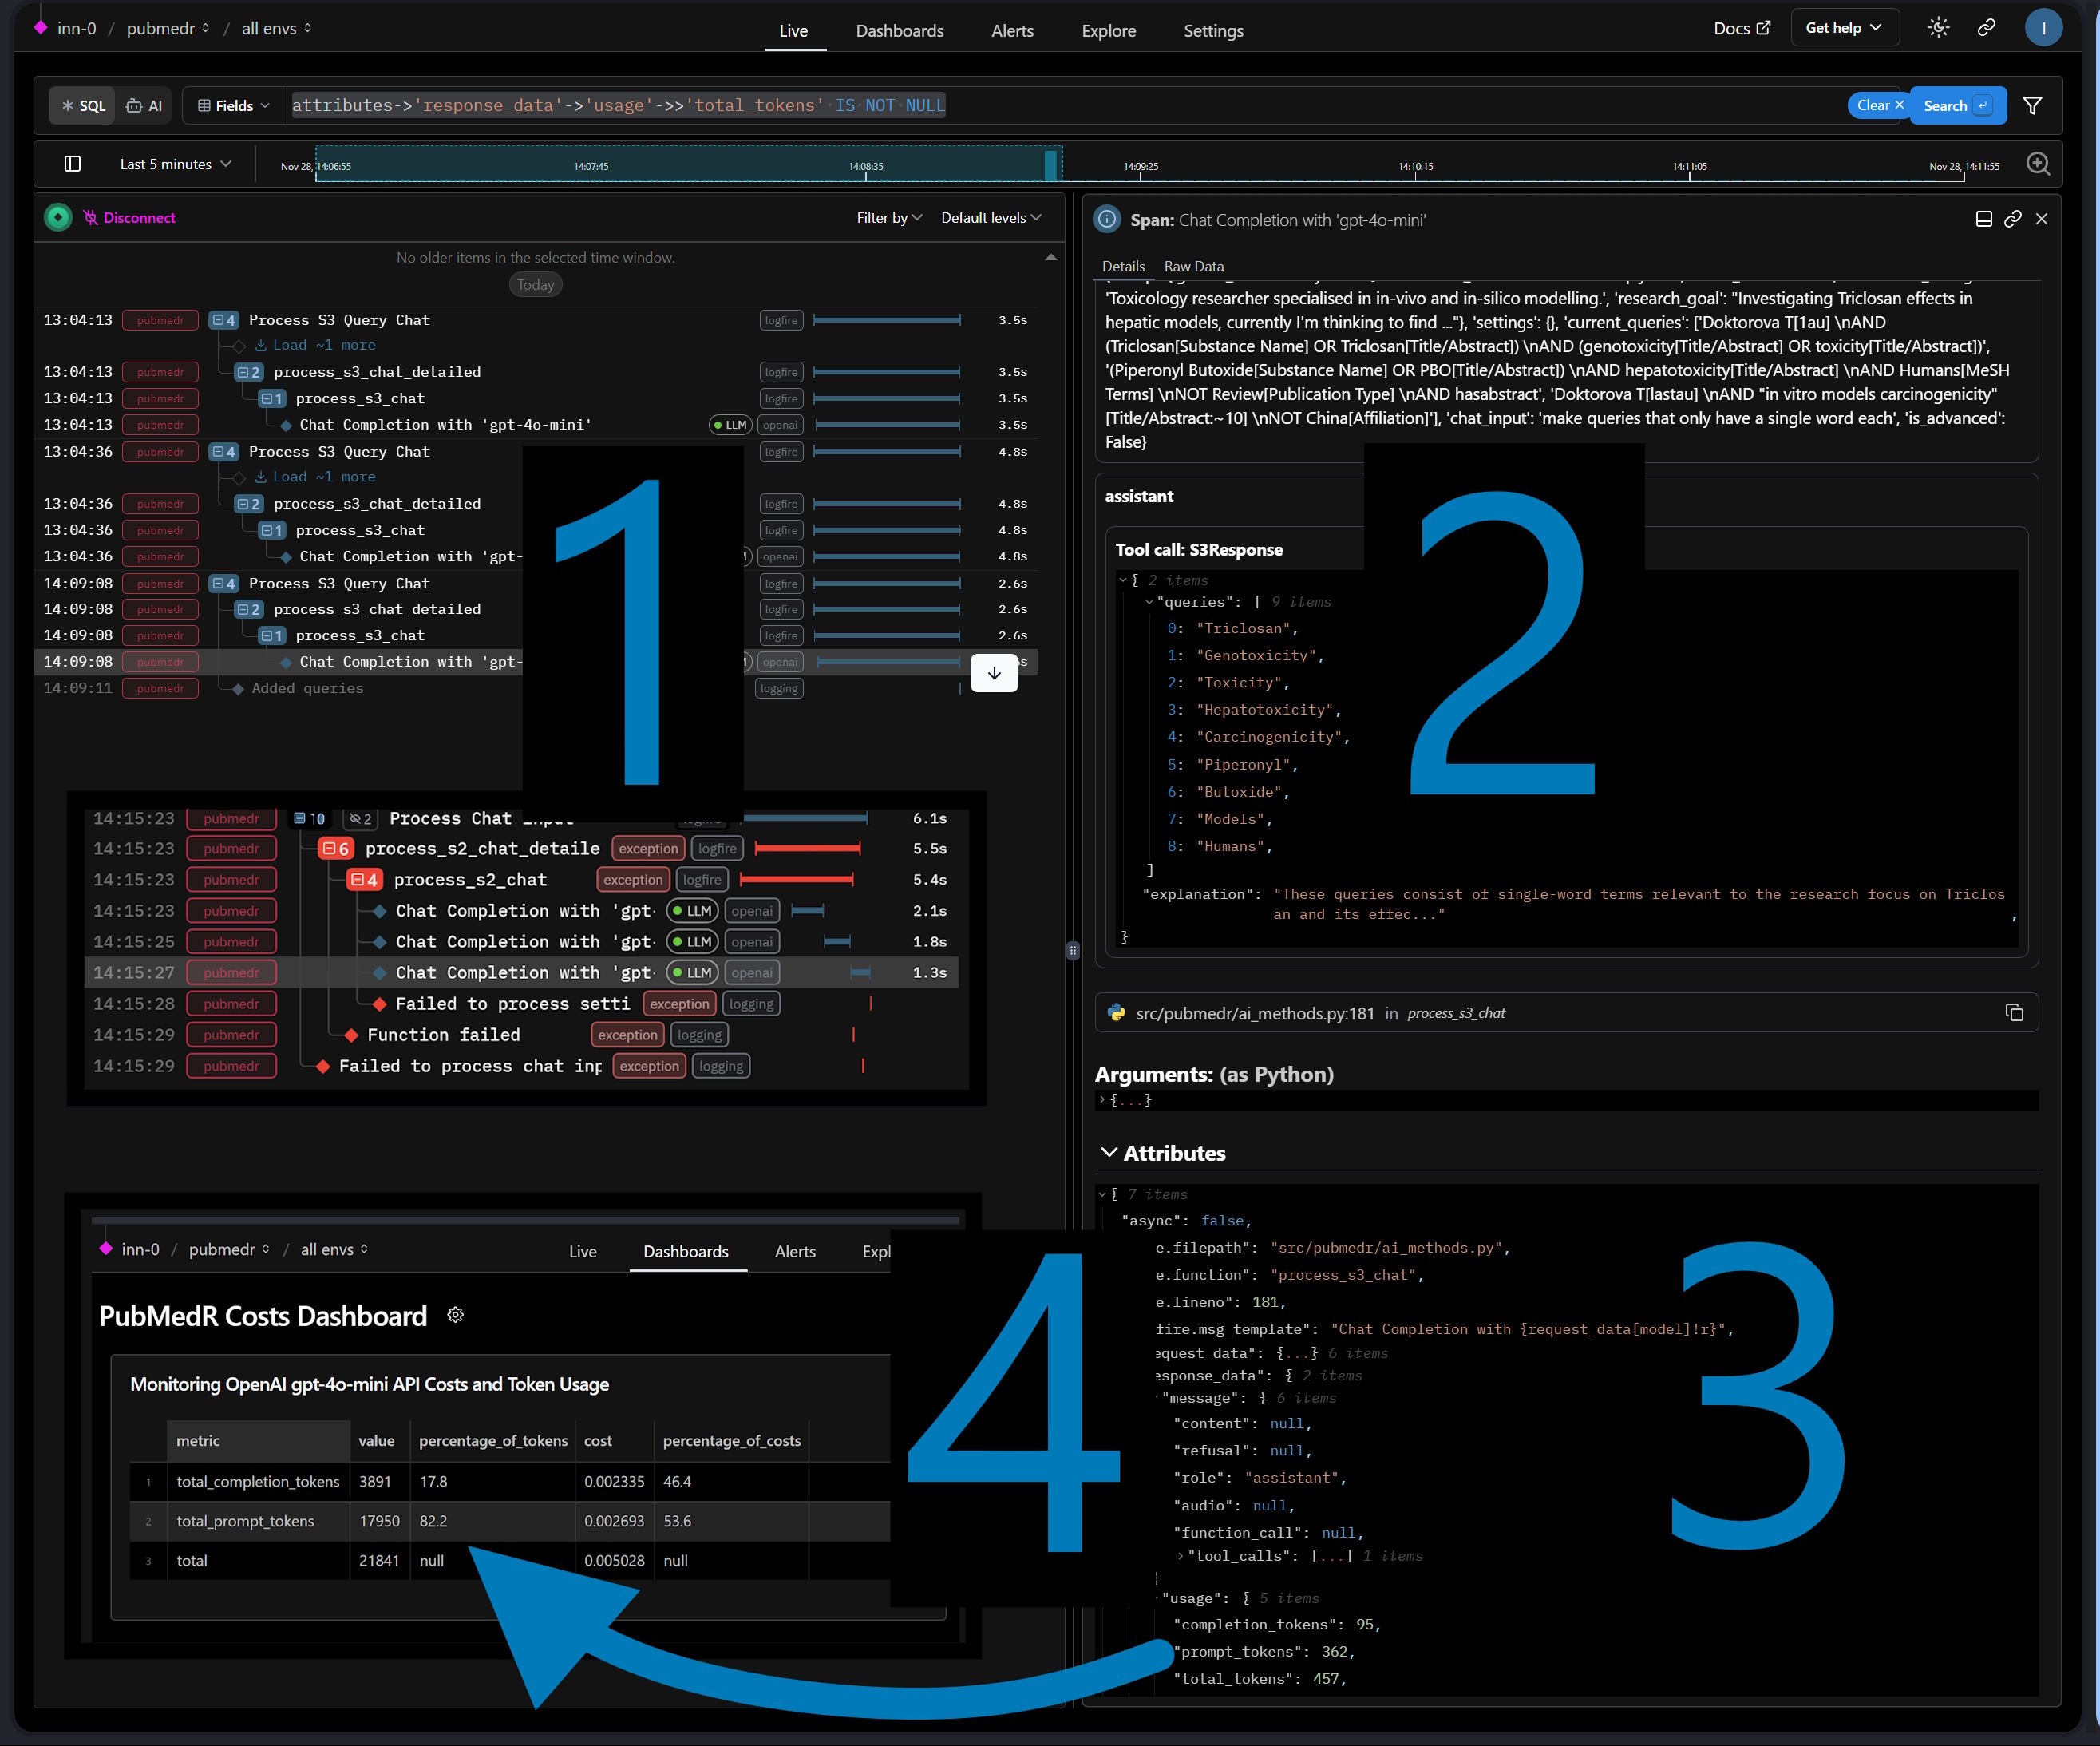 inn-0 / pubmedr / all envs
Live Dashboards Alerts Explore Settings
Docs Get help I
SQL AI Fields attributes->'response_data'->'usage'->>'total_tokens' IS NOT NULL Clear × Search
Last 5 minutes Nov 28, 14:06:55 14:07:45 14:08:35 14:09:25 14:10:15 14:11:05 Nov 28, 14:11:55
Disconnect Filter by Default levels
No older items in the selected time window.
Today
13:04:13 pubmedr 4 Process S3 Query Chat logfire 3.5s
Load ~1 more
13:04:13 pubmedr 2 process_s3_chat_detailed logfire 3.5s
13:04:13 pubmedr 1 process_s3_chat logfire 3.5s
13:04:13 pubmedr Chat Completion with 'gpt-4o-mini' LLM openai 3.5s
13:04:36 pubmedr 4 Process S3 Query Chat logfire 4.8s
Load ~1 more
13:04:36 pubmedr 2 process_s3_chat_detailed logfire 4.8s
13:04:36 pubmedr 1 process_s3_chat logfire 4.8s
13:04:36 pubmedr Chat Completion with 'gpt- openai 4.8s
14:09:08 pubmedr 4 Process S3 Query Chat logfire 2.6s
14:09:08 pubmedr 2 process_s3_chat_detailed logfire 2.6s
14:09:08 pubmedr 1 process_s3_chat logfire 2.6s
14:09:08 pubmedr Chat Completion with 'gpt- openai
14:09:11 pubmedr Added queries logging
1
14:15:23 pubmedr 10 2 Process Chat 6.1s
14:15:23 pubmedr 6 process_s2_chat_detaile exception logfire 5.5s
14:15:23 pubmedr 4 process_s2_chat exception logfire 5.4s
14:15:23 pubmedr Chat Completion with 'gpt- LLM openai 2.1s
14:15:25 pubmedr Chat Completion with 'gpt- LLM openai 1.8s
14:15:27 pubmedr Chat Completion with 'gpt- LLM openai 1.3s
14:15:28 pubmedr Failed to process setti exception logging
14:15:29 pubmedr Function failed exception logging
14:15:29 pubmedr Failed to process chat inp exception logging
inn-0 / pubmedr / all envs Live Dashboards Alerts Expl
PubMedR Costs Dashboard
Monitoring OpenAI gpt-4o-mini API Costs and Token Usage
metric value percentage_of_tokens cost percentage_of_costs
1 total_completion_tokens 3891 17.8 0.002335 46.4
2 total_prompt_tokens 17950 82.2 0.002693 53.6
3 total 21841 null 0.005028 null
4
Span: Chat Completion with 'gpt-4o-mini'
Details Raw Data
'Toxicology researcher specialised in in-vivo and in-silico modelling.', 'research_goal': "Investigating Triclosan effects in
hepatic models, currently I'm thinking to find ..."}, 'settings': {}, 'current_queries': ['Doktorova T[1au] \nAND
(Triclosan[Substance Name] OR Triclosan[Title/Abstract]) \nAND (genotoxicity[Title/Abstract] OR toxicity[Title/Abstract])',
'(Piperonyl Butoxide[Substance Name] OR PBO[Title/Abstract]) \nAND hepatotoxicity[Title/Abstract] \nAND Humans[MeSH
Terms] \nNOT Review[Publication Type] \nAND hasabstract', 'Doktorova T[lastau] \nAND "in vitro models carcinogenicity"
[Title/Abstract:~10] \nNOT China[Affiliation]'], 'chat_input': 'make queries that only have a single word each', 'is_advanced':
False}
assistant
Tool call: S3Response
{ 2 items
"queries": [ 9 items
0: "Triclosan",
1: "Genotoxicity",
2: "Toxicity",
3: "Hepatotoxicity",
4: "Carcinogenicity",
5: "Piperonyl",
6: "Butoxide",
7: "Models",
8: "Humans",
]
"explanation": "These queries consist of single-word terms relevant to the research focus on Triclos
an and its effec..."
,
}
2
src/pubmedr/ai_methods.py:181 in process_s3_chat
Arguments: (as Python)
{...}
Attributes
{ 7 items
"async": false,
e.filepath": "src/pubmedr/ai_methods.py",
e.function": "process_s3_chat",
e.lineno": 181,
fire.msg_template": "Chat Completion with {request_data[model]!r}",
equest_data": {...} 6 items
esponse_data": { 2 items
"message": { 6 items
"content": null,
"refusal": null,
"role": "assistant",
"audio": null,
"function_call": null,
"tool_calls": [...] 1 items
}
"usage": { 5 items
"completion_tokens": 95,
"prompt_tokens": 362,
"total_tokens": 457,
3